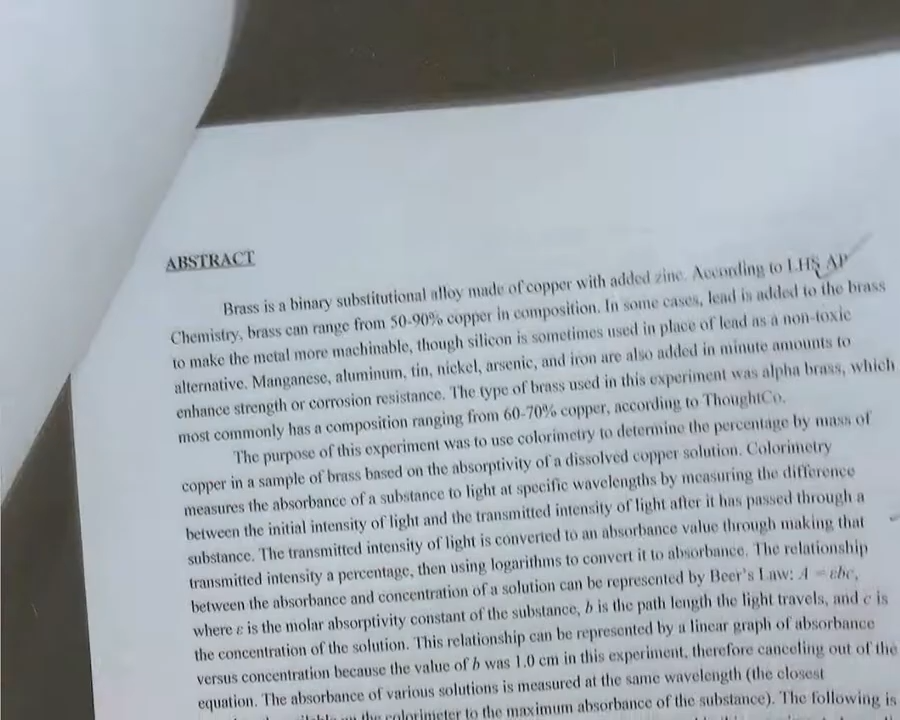 ABSTRACT
Brass is a binary substitutional alloy made of copper with added zinc. According to LHS AP
Chemistry, brass can range from 50-90% copper in composition. In some cases, lead is added to the brass
to make the metal more machinable, though silicon is sometimes used in place of lead as a non-toxic
alternative. Manganese, aluminum, tin, nickel, arsenic, and iron are also added in minute amounts to
enhance strength or corrosion resistance. The type of brass used in this experiment was alpha brass, which
most commonly has a composition ranging from 60-70% copper, according to ThoughtCo.
The purpose of this experiment was to use colorimetry to determine the percentage by mass of
copper in a sample of brass based on the absorptivity of a dissolved copper solution. Colorimetry
measures the absorbance of a substance to light at specific wavelengths by measuring the difference
between the initial intensity of light and the transmitted intensity of light after it has passed through a
substance. The transmitted intensity of light is converted to an absorbance value through making that
transmitted intensity a percentage, then using logarithms to convert it to absorbance. The relationship
between the absorbance and concentration of a solution can be represented by Beer's Law: A = εbc,
where ε is the molar absorptivity constant of the substance, b is the path length the light travels, and c is
the concentration of the solution. This relationship can be represented by a linear graph of absorbance
versus concentration because the value of b was 1.0 cm in this experiment, therefore canceling out of the
equation. The absorbance of various solutions is measured at the same wavelength (the closest
on the colorimeter to the maximum absorbance of the substance). The following is